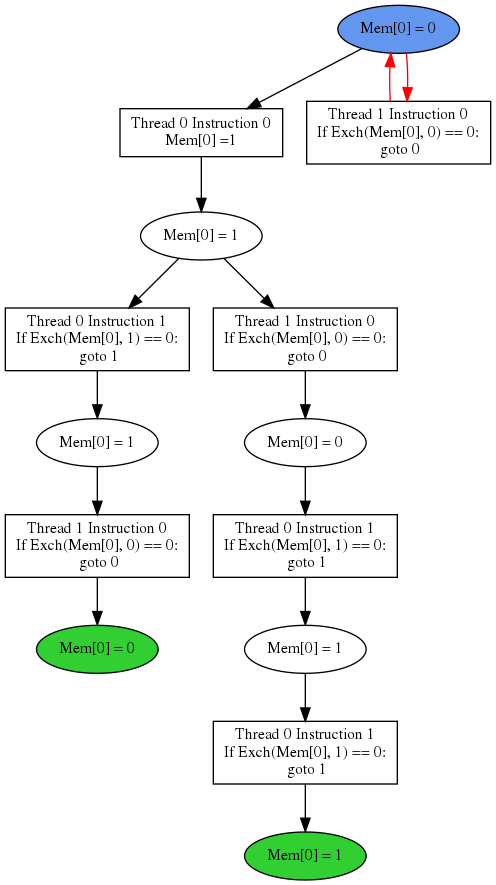 Mem[0] = 0
Thread 0 Instruction 0
Mem[0] =1
Thread 1 Instruction 0
If Exch(Mem[0], 0) == 0:
goto 0
Mem[0] = 1
Thread 0 Instruction 1
If Exch(Mem[0], 1) == 0:
goto 1
Thread 1 Instruction 0
If Exch(Mem[0], 0) == 0:
goto 0
Mem[0] = 1
Mem[0] = 0
Thread 1 Instruction 0
If Exch(Mem[0], 0) == 0:
goto 0
Thread 0 Instruction 1
If Exch(Mem[0], 1) == 0:
goto 1
Mem[0] = 0
Mem[0] = 1
Thread 0 Instruction 1
If Exch(Mem[0], 1) == 0:
goto 1
Mem[0] = 1